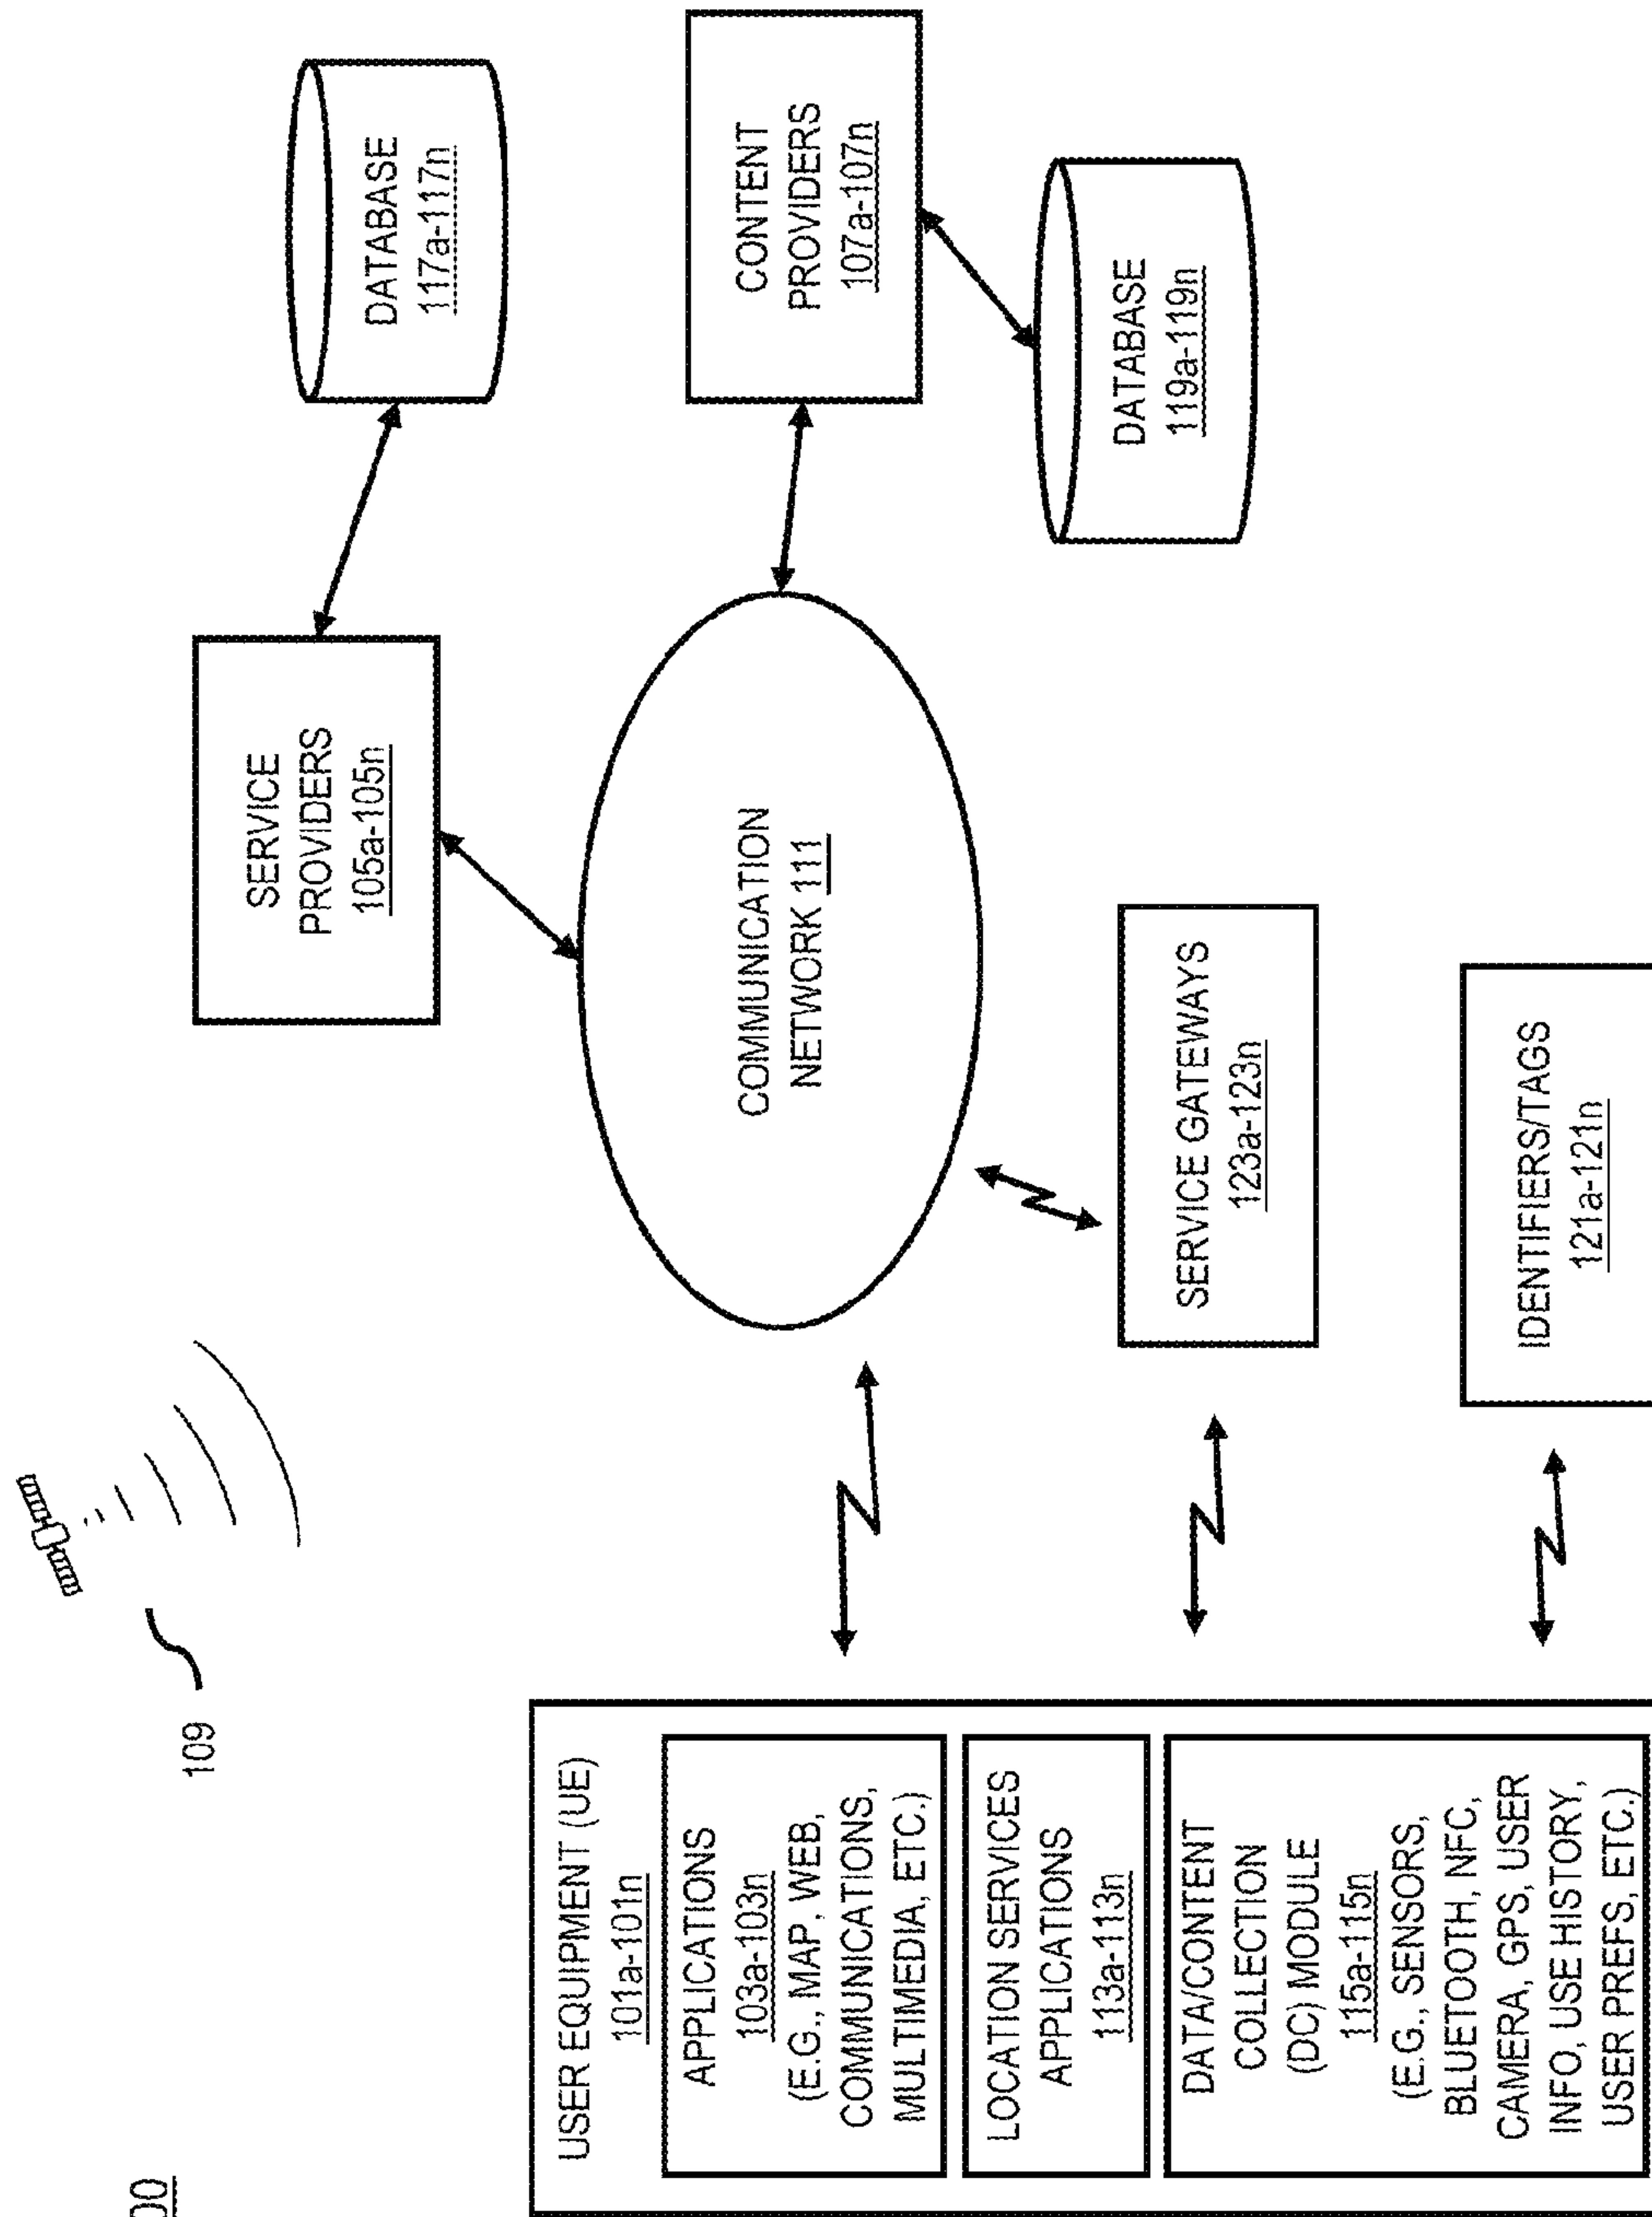 00
109
USER EQUIPMENT (UE)
101a-101n
APPLICATIONS
103a-103n
(E.G., MAP, WEB,
COMMUNICATIONS,
MULTIMEDIA, ETC.)
LOCATION SERVICES
APPLICATIONS
113a-113n
DATA/CONTENT
COLLECTION
(DC) MODULE
115a-115n
(E.G., SENSORS,
BLUETOOTH, NFC,
CAMERA, GPS, USER
INFO, USE HISTORY,
USER PREFS, ETC.)
SERVICE
PROVIDERS
105a-105n
DATABASE
117a-117n
COMMUNICATION
NETWORK 111
CONTENT
PROVIDERS
107a-107n
DATABASE
119a-119n
SERVICE GATEWAYS
123a-123n
IDENTIFIERS/TAGS
121a-121n